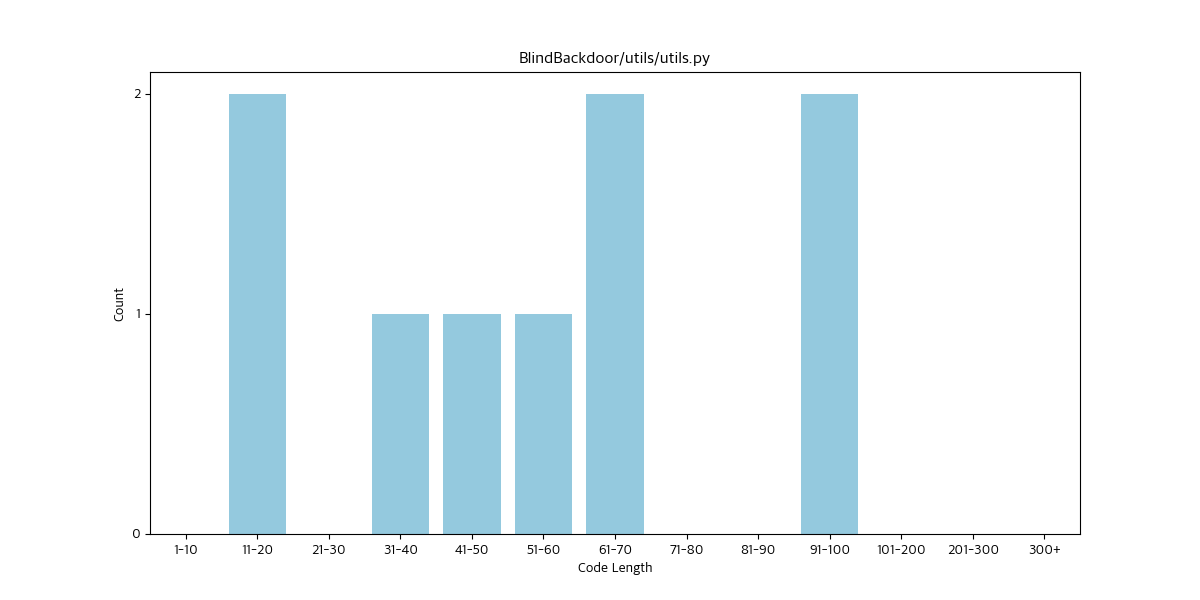 BlindBackdoor/utils/utils.py
2
1
0
Count
1-10 11-20 21-30 31-40 41-50 51-60 61-70 71-80 81-90 91-100 101-200 201-300 300+
Code Length